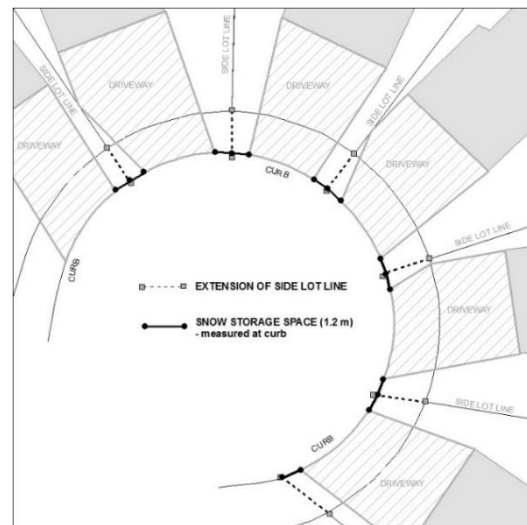 SIDE LOT LINE
DRIVEWAY
SIDE LOT LINE
DRIVEWAY
SIDE LOT LINE
DRIVEWAY
CURB
DRIVEWAY
SIDE LOT LINE
CURB
EXTENSION OF SIDE LOT LINE
DRIVEWAY
SNOW STORAGE SPACE (1.2 m)
- measured at curb
SIDE LOT LINE
CURB
DRIVEWAY